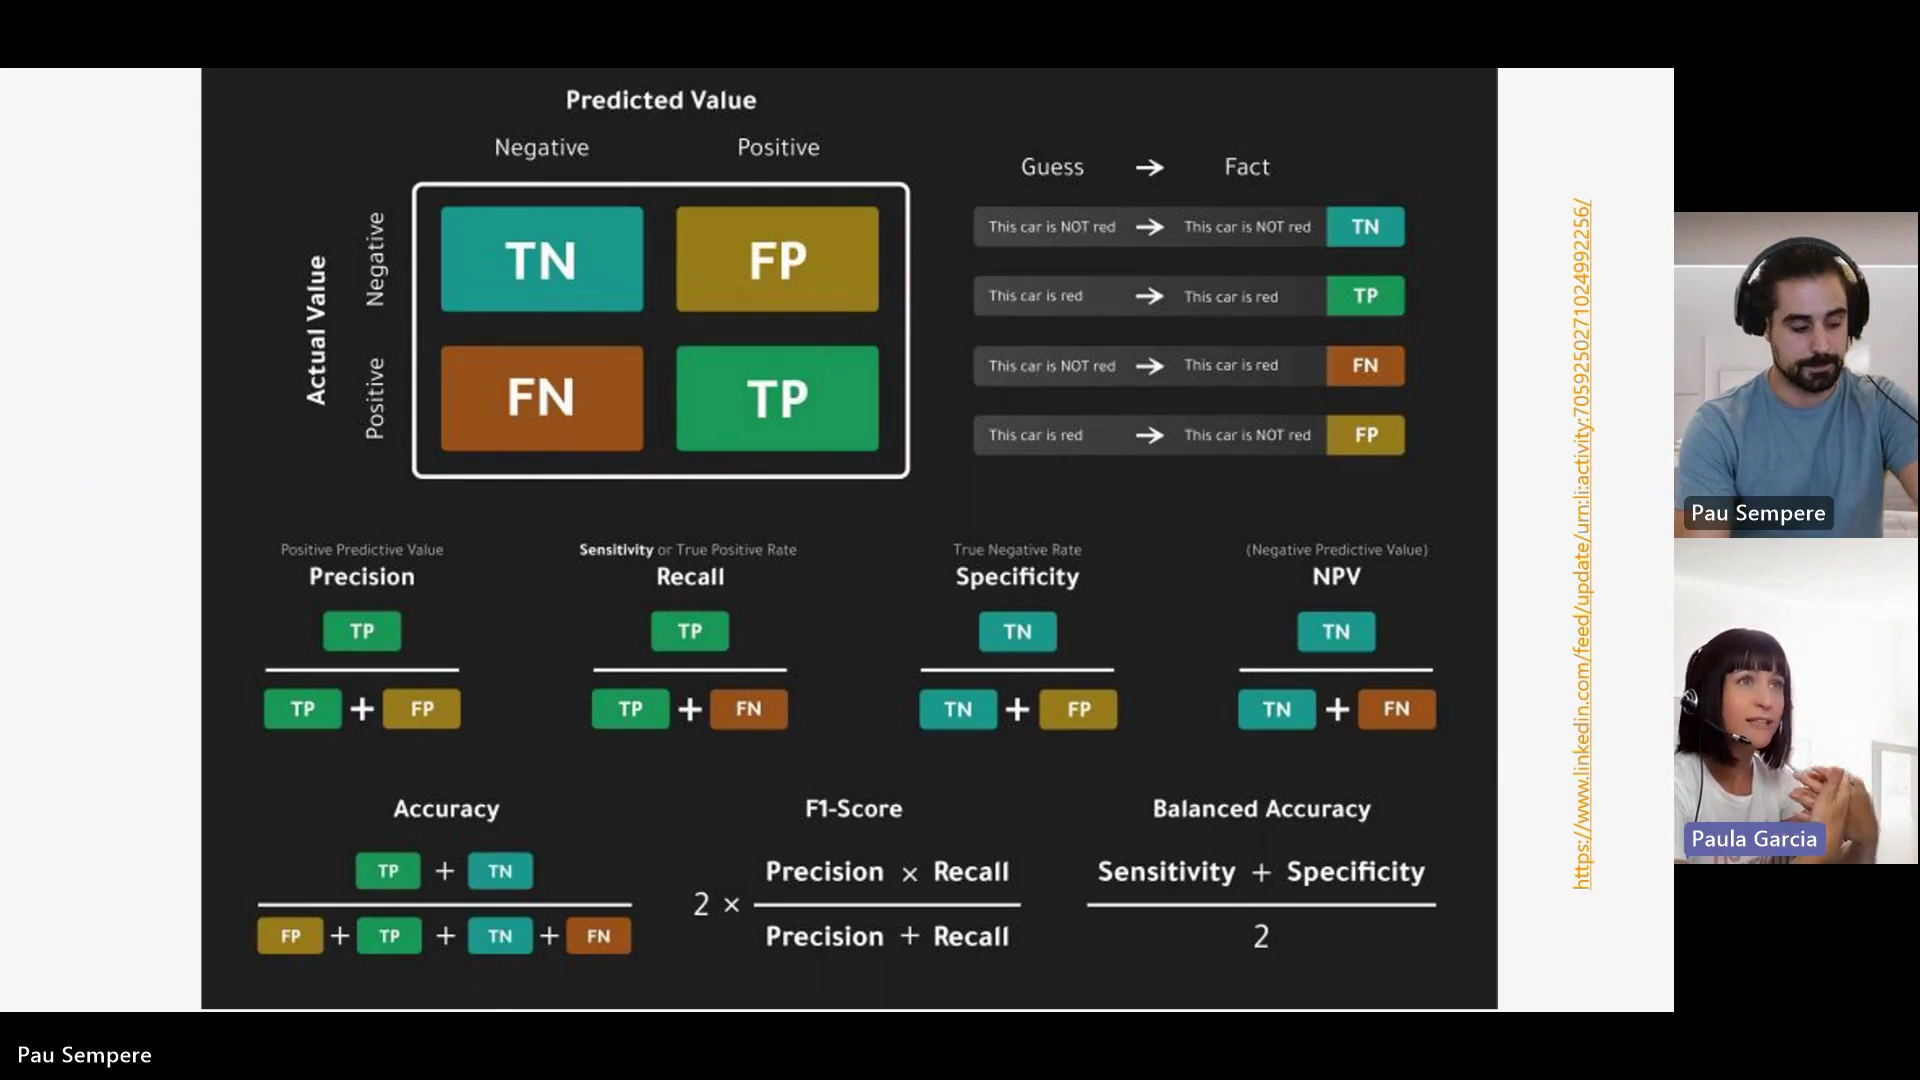 Predicted Value
Negative Positive
Actual Value
Negative
Positive
TN FP
FN TP
Guess → Fact
This car is NOT red → This car is NOT red TN
This car is red → This car is red TP
This car is NOT red → This car is red FN
This car is red → This car is NOT red FP
Positive Predictive Value
Precision
TP
TP + FP
Sensitivity or True Positive Rate
Recall
TP
TP + FN
True Negative Rate
Specificity
TN
TN + FP
(Negative Predictive Value)
NPV
TN
TN + FN
Accuracy
TP + TN
FP + TP + TN + FN
F1-Score
2 ×
Precision × Recall
Precision + Recall
Balanced Accuracy
Sensitivity + Specificity
2
https://www.linkedin.com/feed/update/urn:li:activity:7059250271024992256/
Pau Sempere
Paula Garcia
Pau Sempere